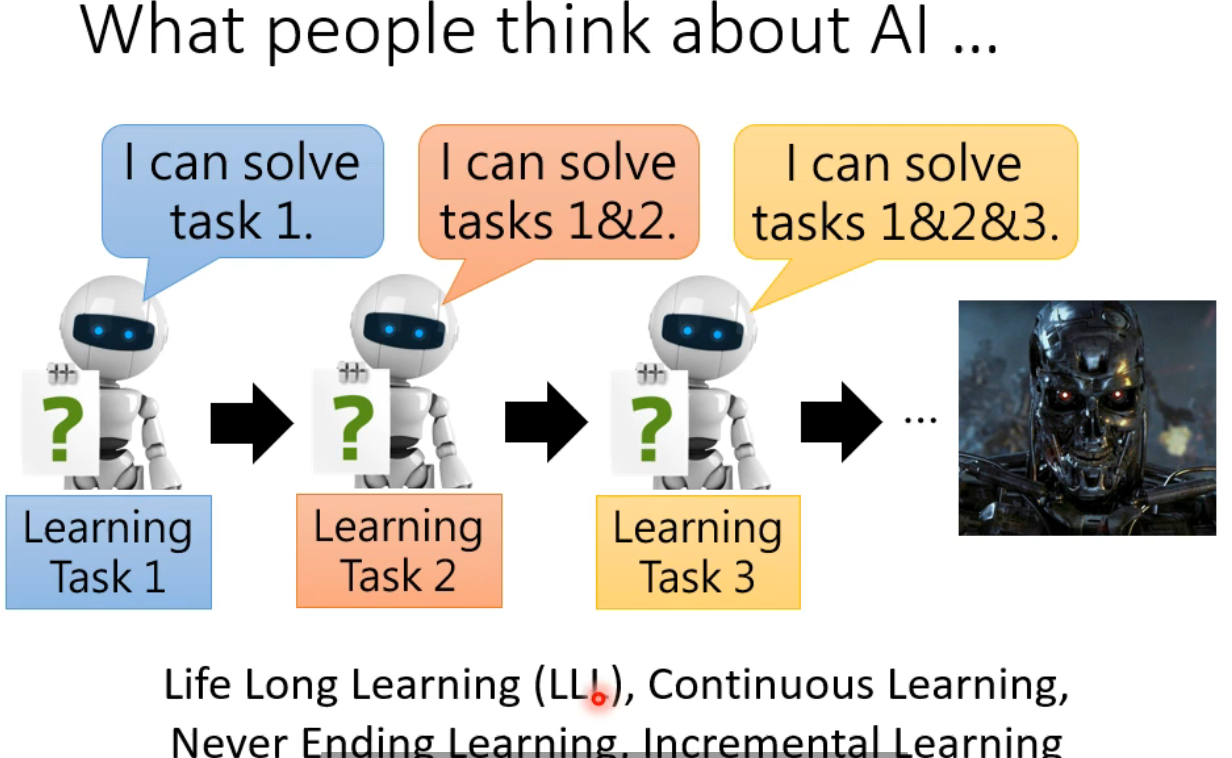 What people think about AI ...
I can solve
task 1.
I can solve
tasks 1&2.
I can solve
tasks 1&2&3.
?
?
?
...
Learning
Task 1
Learning
Task 2
Learning
Task 3
Life Long Learning (LLL), Continuous Learning,
Never Ending Learning, Incremental Learning